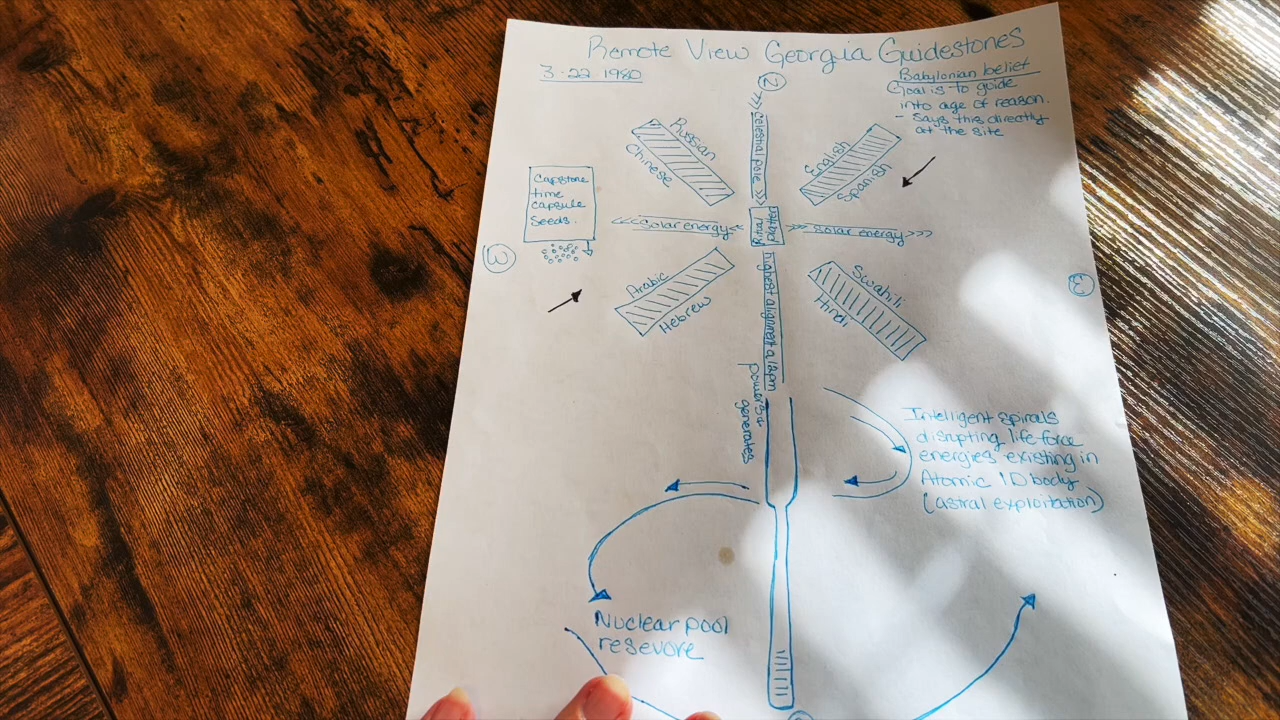 Remote View Georgia Guidestones
3-22 1980
Babylonian belief
Goal is to guide
into age of reason.
- Says this directly
at the site
N
celestial pole
Russian
Chinese
English
Spanish
Capstone
time
capsule
seeds.
solar energy
solar energy
W
E
Arabic
Hebrew
Swahili
Hindi
highest alignment a 12pm
power
generates
Intelligent spirals
disrupting life force
energies existing in
Atomic 1D body
(astral exploitation)
Nuclear pool
resevore